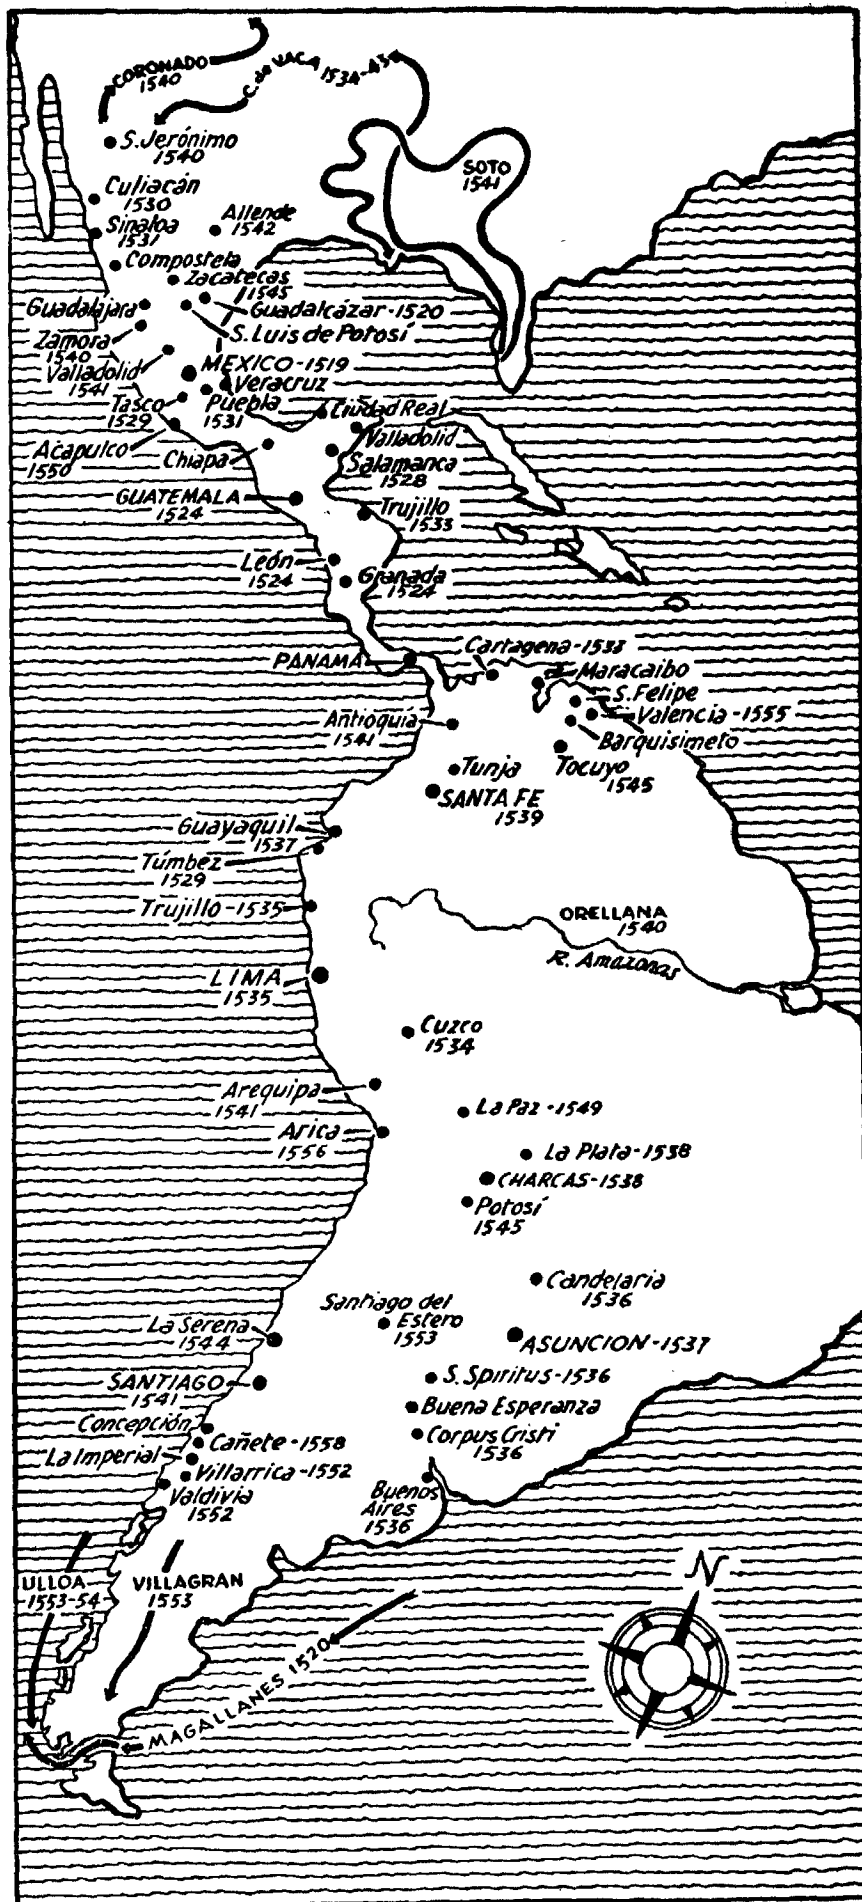 CORONADO
1540
C. de VACA 1534-43
SOTO
1541
S. Jerónimo
1540
Culiacán
1530
Sinaloa
1531
Allende
1542
Compostela
Zacatecas
1545
Guadalajara
Guadalcázar-1520
S. Luis de Potosí
Zamora
1540
Valladolid
1541
MEXICO-1519
Veracruz
Tasco
1529
Puebla
1531
Ciudad Real
Valladolid
Acapulco
1550
Chiapa
Salamanca
1528
GUATEMALA
1524
Trujillo
1533
León
1524
Granada
1524
PANAMA
Cartagena-1533
Maracaibo
S. Felipe
Valencia-1555
Antioquía
1541
Barquisimeto
Tunja
Tocuyo
1545
SANTA FE
1539
Guayaquil
1537
Túmbez
1529
Trujillo-1535
ORELLANA
1540
R. Amazonas
LIMA
1535
Cuzco
1534
Arequipa
1541
La Paz-1549
Arica
1556
La Plata-1538
CHARCAS-1538
Potosí
1545
Candelaria
1536
Santiago del
Estero
1553
La Serena
1544
ASUNCION-1537
SANTIAGO
1541
S. Spiritus-1536
Buena Esperanza
Concepción
Corpus Cristi
1536
Cañete-1558
La Imperial
Villarrica-1552
Valdivia
1552
Buenos
Aires
1536
ULLOA
1553-54
VILLAGRAN
1553
MAGALLANES 1520
N